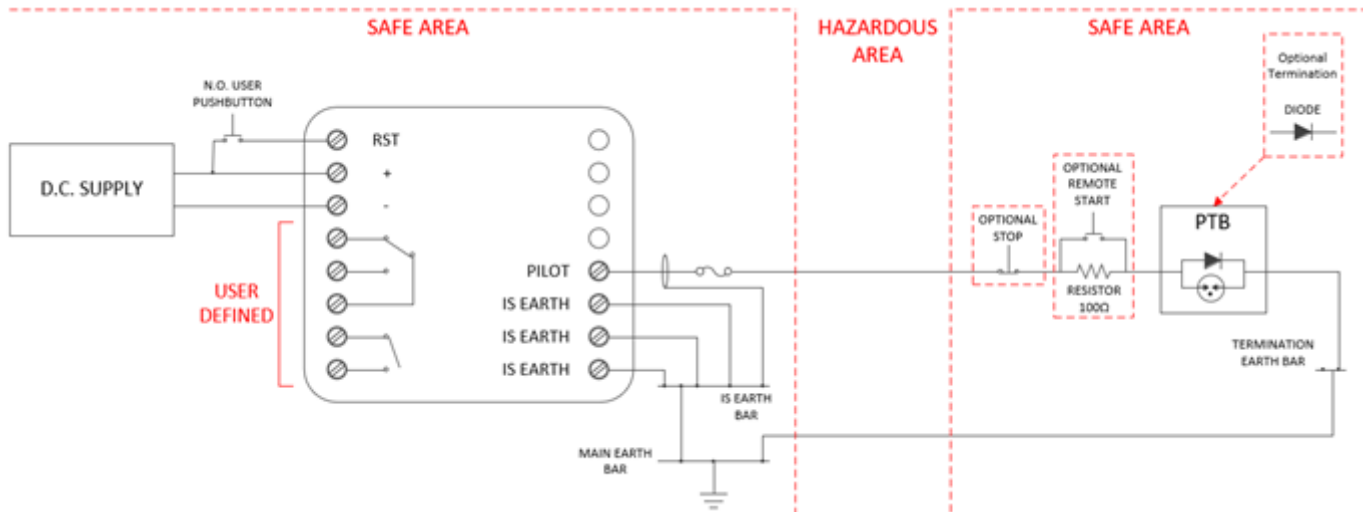 SAFE AREA
HAZARDOUS
AREA
SAFE AREA
Optional
Termination
DIODE
N.O. USER
PUSHBUTTON
RST
D.C. SUPPLY
+
-
OPTIONAL
REMOTE
START
OPTIONAL
STOP
PTB
PILOT
RESISTOR
100Ω
USER
DEFINED
IS EARTH
IS EARTH
IS EARTH
TERMINATION
EARTH BAR
IS EARTH
BAR
MAIN EARTH
BAR